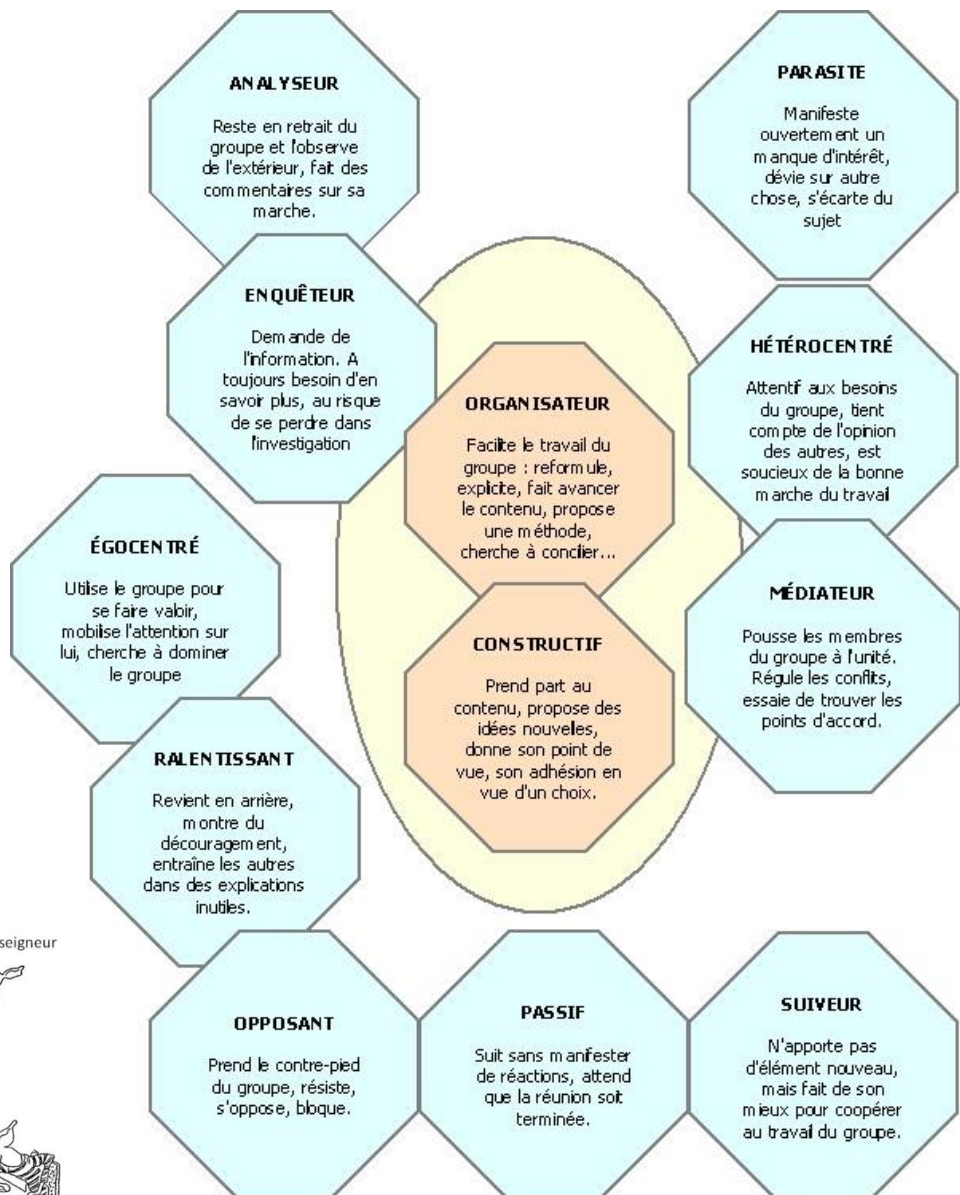 ANALYSEUR
Reste en retrait du
groupe et l'observe
de l'extérieur, fait des
commentaires sur sa
marche.
PARASITE
Manifeste
ouvertement un
manque d'intérêt,
dévie sur autre
chose, s'écarte du
sujet
ENQUÊTEUR
Demande de
l'information. A
toujours besoin d'en
savoir plus, au risque
de se perdre dans
l'investigation
ORGANISATEUR
Facilite le travail du
groupe : reformule,
explicite, fait avancer
le contenu, propose
une méthode,
cherche à concilier...
HÉTÉROCENTRÉ
Attentif aux besoins
du groupe, tient
compte de l'opinion
des autres, est
soucieux de la bonne
marche du travail
ÉGOCENTRÉ
Utilise le groupe pour
se faire valoir,
mobilise l'attention sur
lui, cherche à dominer
le groupe
CONSTRUCTIF
Prend part au
contenu, propose des
idées nouvelles,
donne son point de
vue, son adhésion en
vue d'un choix.
MÉDIATEUR
Pousse les membres
du groupe à l'unité.
Régule les conflits,
essaie de trouver les
points d'accord.
RALENTISSANT
Revient en arrière,
montre du
découragement,
entraîne les autres
dans des explications
inutiles.
seigneur
OPPOSANT
Prend le contre-pied
du groupe, résiste,
s'oppose, bloque.
PASSIF
Suit sans manifester
de réactions, attend
que la réunion soit
terminée.
SUIVEUR
N'apporte pas
d'élément nouveau,
mais fait de son
mieux pour coopérer
au travail du groupe.